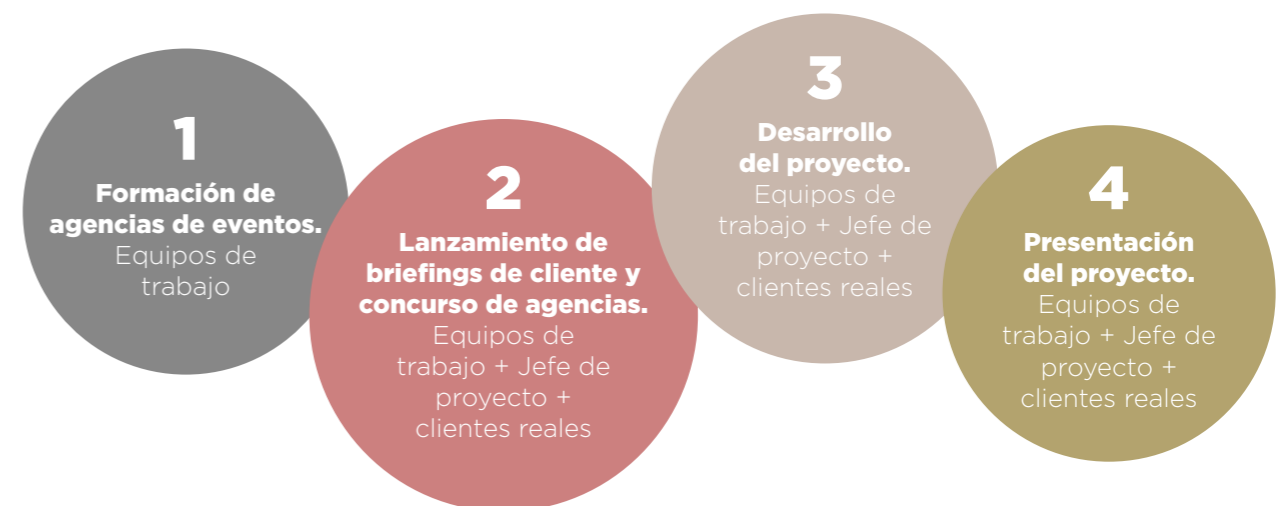 1
Formación de
agencias de eventos.
Equipos de
trabajo
2
Lanzamiento de
briefings de cliente y
concurso de agencias.
Equipos de
trabajo + Jefe de
proyecto +
clientes reales
3
Desarrollo
del proyecto.
Equipos de
trabajo + Jefe de
proyecto +
clientes reales
4
Presentación
del proyecto.
Equipos de
trabajo + Jefe de
proyecto +
clientes reales